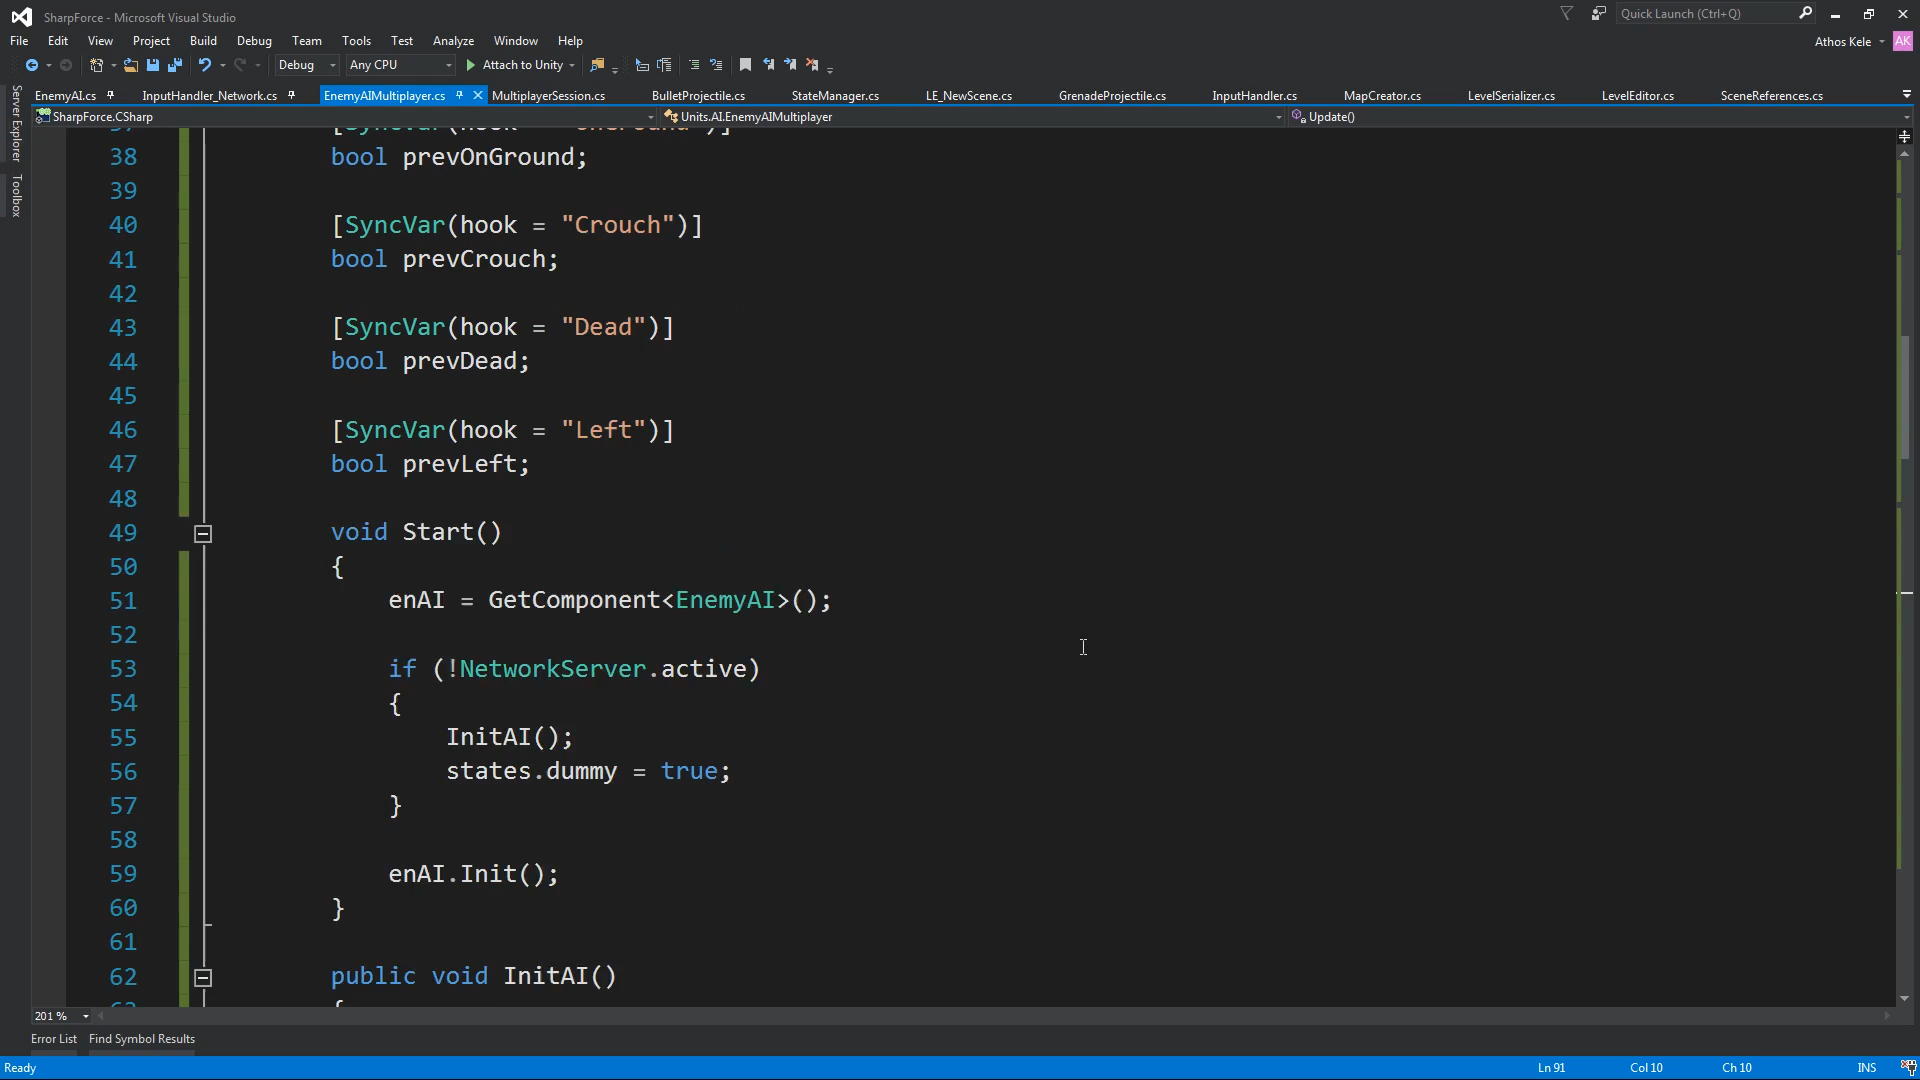 SharpForce - Microsoft Visual Studio
Quick Launch (Ctrl+Q)
File Edit View Project Build Debug Team Tools Test Analyze Window Help
Athos Kele AK
Debug Any CPU Attach to Unity
Server Explorer
Toolbox
EnemyAI.cs InputHandler_Network.cs EnemyAIMultiplayer.cs MultiplayerSession.cs BulletProjectile.cs StateManager.cs LE_NewScene.cs GrenadeProjectile.cs InputHandler.cs MapCreator.cs LevelSerializer.cs LevelEditor.cs SceneReferences.cs
SharpForce.CSharp Units.AI.EnemyAIMultiplayer Update()
38 bool prevOnGround;
39
40 [SyncVar(hook = "Crouch")]
41 bool prevCrouch;
42
43 [SyncVar(hook = "Dead")]
44 bool prevDead;
45
46 [SyncVar(hook = "Left")]
47 bool prevLeft;
48
49 void Start()
50 {
51 enAI = GetComponent<EnemyAI>();
52
53 if (!NetworkServer.active)
54 {
55 InitAI();
56 states.dummy = true;
57 }
58
59 enAI.Init();
60 }
61
62 public void InitAI()
201 %
Error List Find Symbol Results
Ready Ln 91 Col 10 Ch 10 INS